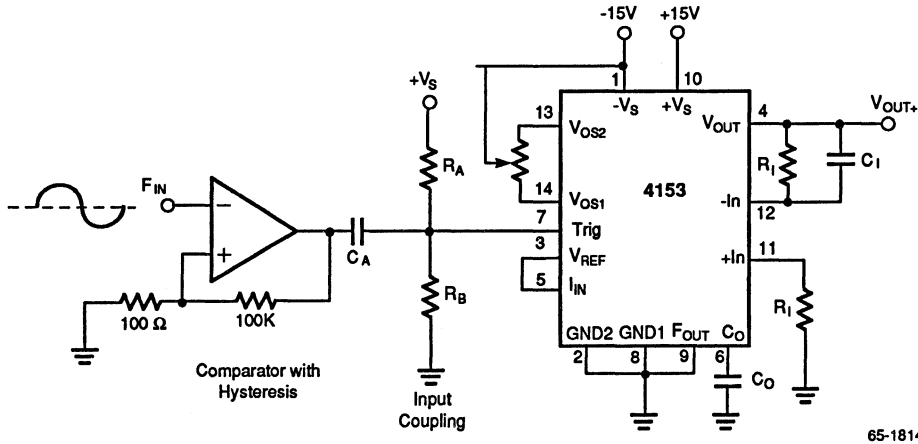 -15V +15V
1 10
+VS
13 -VS +VS 4 VOUT+
VOS2 VOUT
RA RI CI
FIN 4153
14 VOS1 -In 12
− 7 Trig
+ CA 3 VREF +In 11
5 IIN
RB RI
100 Ω 100K
GND2 GND1 FOUT CO
2 8 9 6
CO
Comparator with
Hysteresis
Input
Coupling
65-1814